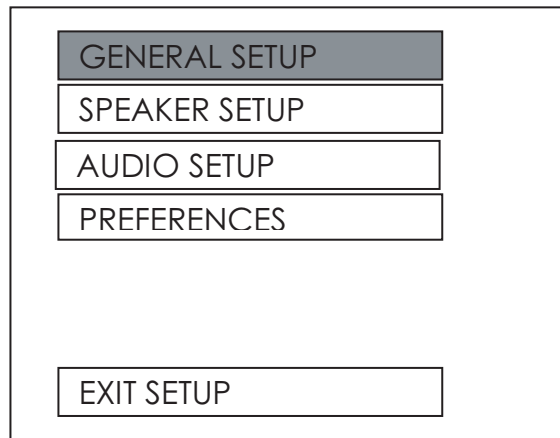 GENERAL SETUP
SPEAKER SETUP
AUDIO SETUP
PREFERENCES
EXIT SETUP